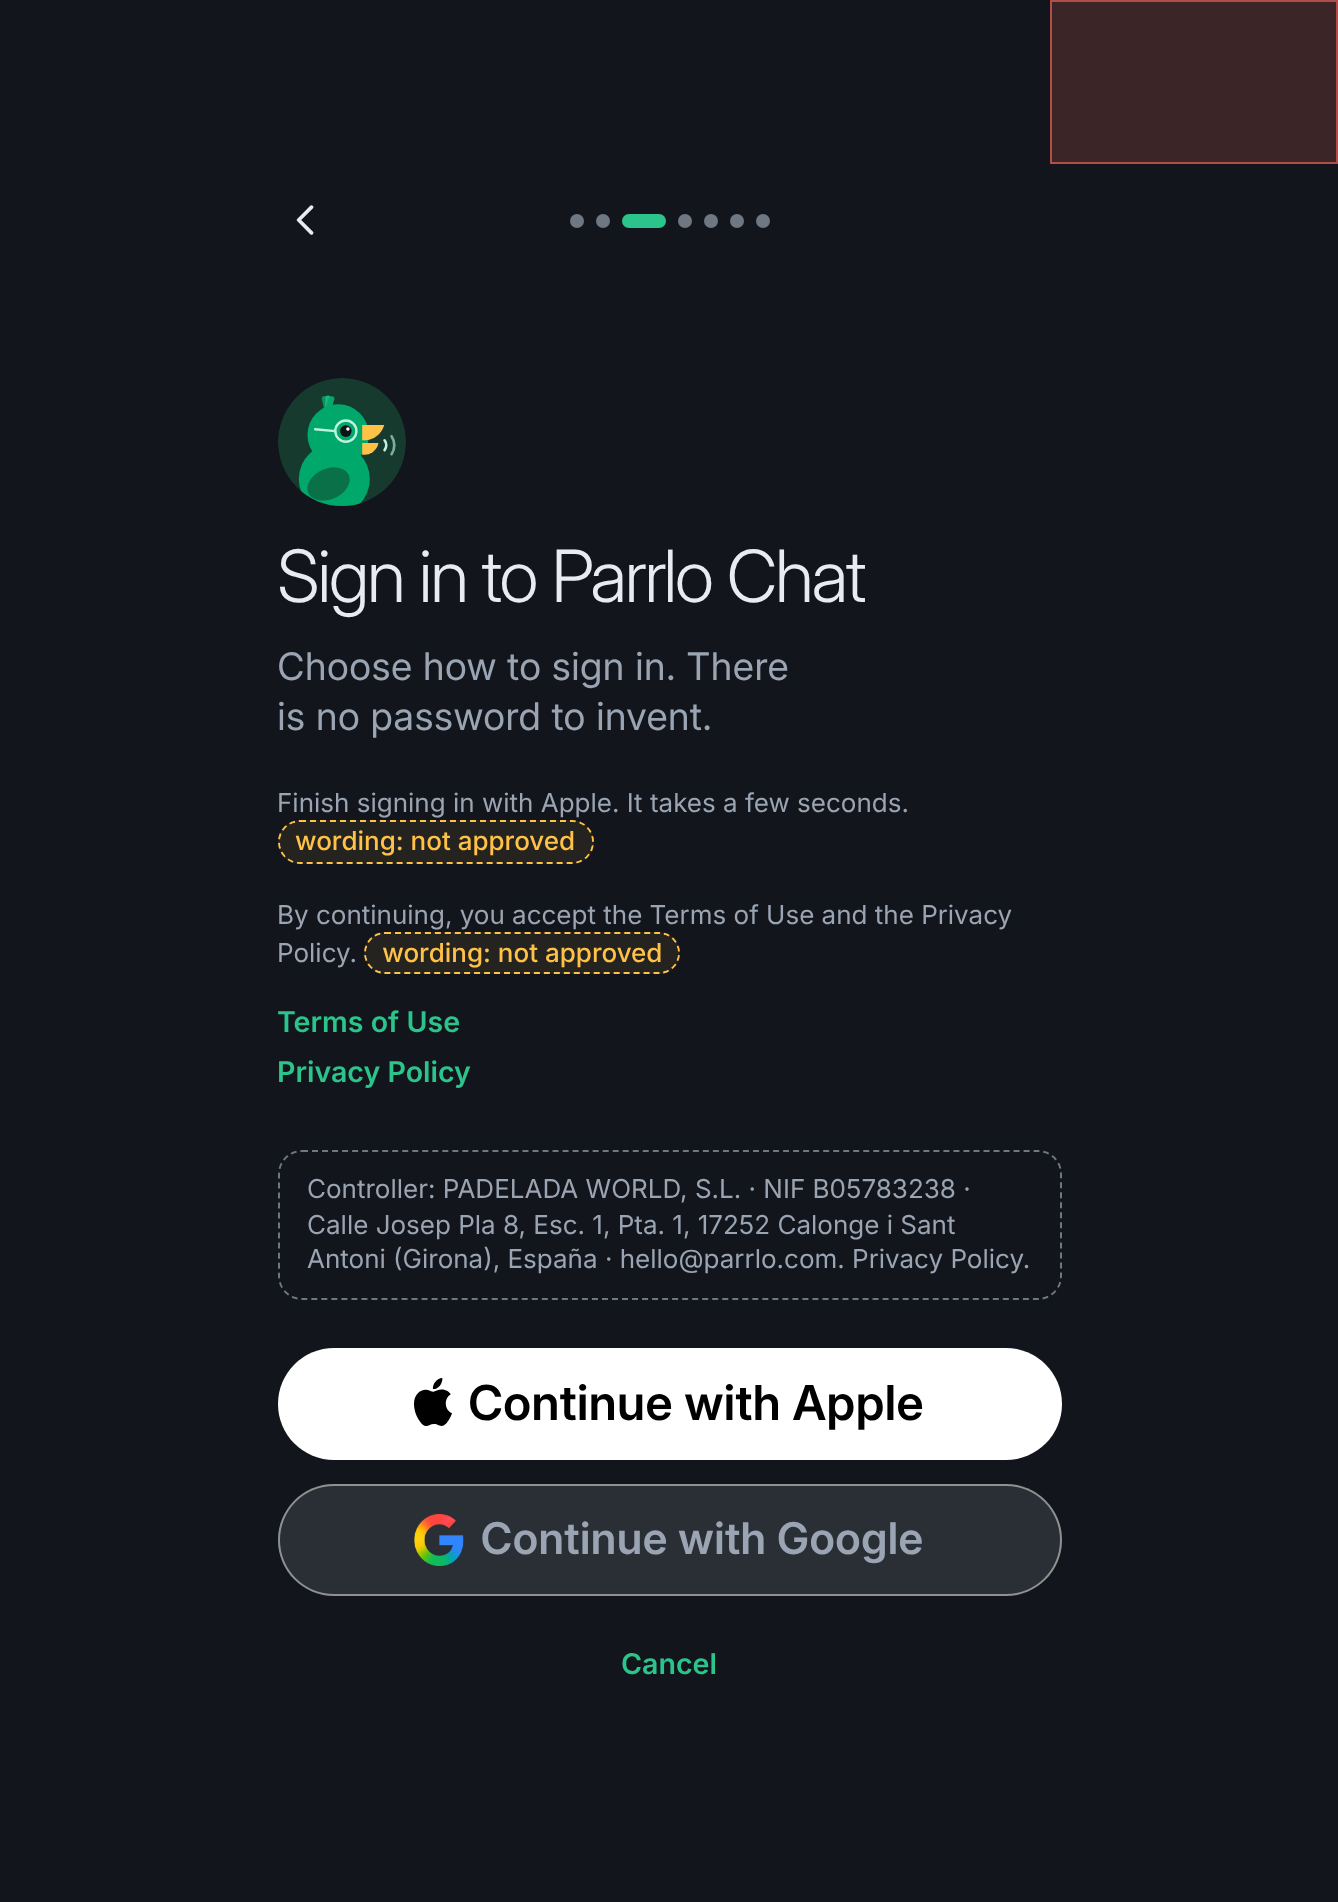 Sign in to Parrlo Chat
Choose how to sign in. There
is no password to invent.
Finish signing in with Apple. It takes a few seconds.
wording: not approved
By continuing, you accept the Terms of Use and the Privacy
Policy. wording: not approved
Terms of Use
Privacy Policy
Controller: PADELADA WORLD, S.L. · NIF B05783238 ·
Calle Josep Pla 8, Esc. 1, Pta. 1, 17252 Calonge i Sant
Antoni (Girona), España · hello@parrlo.com. Privacy Policy.
Continue with Apple
Continue with Google
Cancel